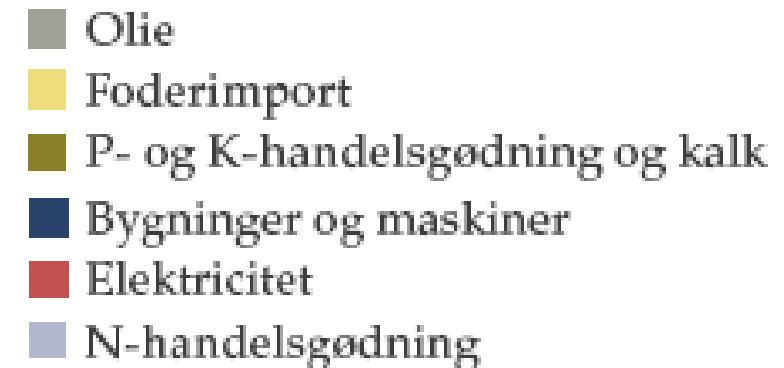 Olie
Foderimport
P- og K-handelsgødning og kalk
Bygninger og maskiner
Elektricitet
N-handelsgødning